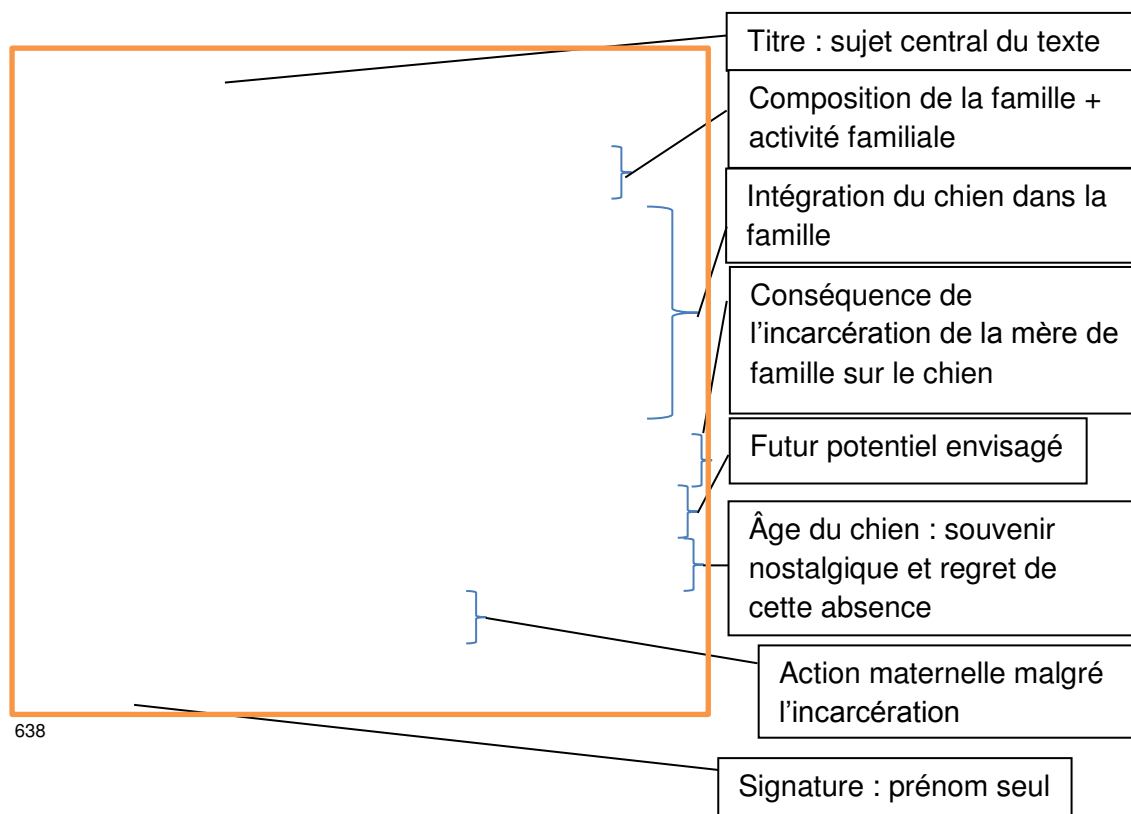 Titre : sujet central du texte
Composition de la famille +
activité familiale
Intégration du chien dans la
famille
Conséquence de
l’incarcération de la mère de
famille sur le chien
Futur potentiel envisagé
Âge du chien : souvenir
nostalgique et regret de
cette absence
Action maternelle malgré
l’incarcération
638
Signature : prénom seul